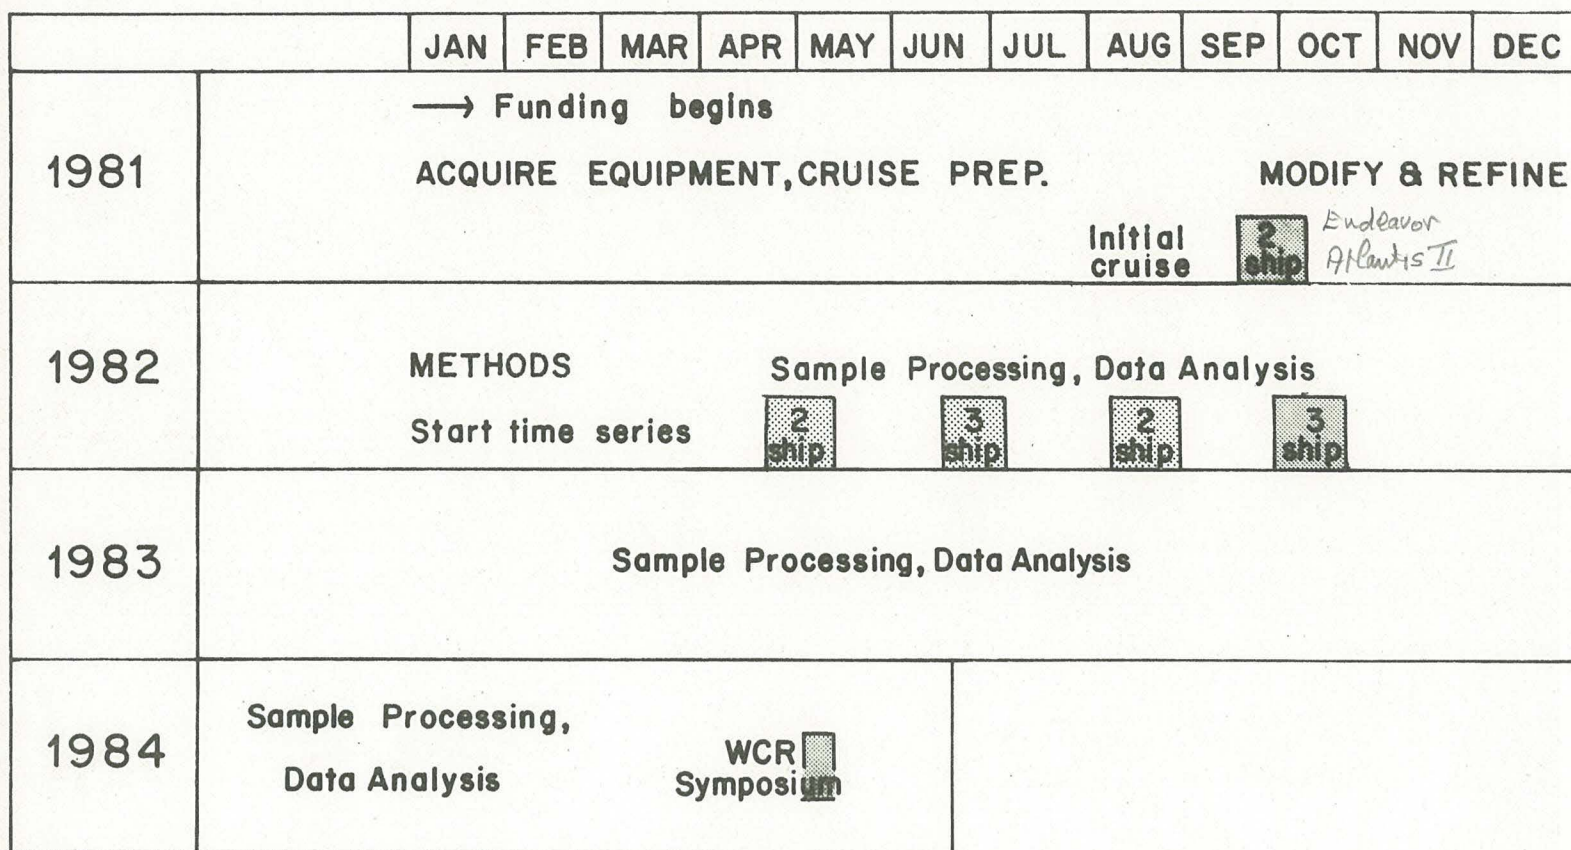 JAN FEB MAR APR MAY JUN JUL AUG SEP OCT NOV DEC
1981
→ Funding begins
ACQUIRE EQUIPMENT, CRUISE PREP.
MODIFY & REFINE
Initial
cruise
2
ship
Endeavor
Atlantis II
1982
METHODS
Sample Processing, Data Analysis
Start time series
2
ship
3
ship
2
ship
3
ship
1983
Sample Processing, Data Analysis
1984
Sample Processing,
Data Analysis
WCR
Symposium